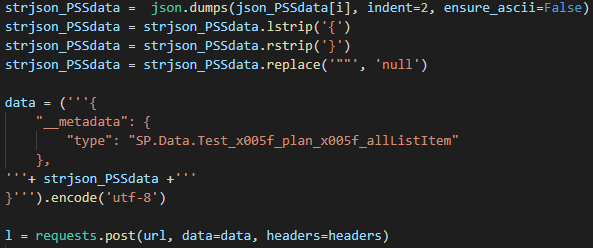 strjson_PSSdata =  json.dumps(json_PSSdata[i], indent=2, ensure_ascii=False)
strjson_PSSdata = strjson_PSSdata.lstrip('{')
strjson_PSSdata = strjson_PSSdata.rstrip('}')
strjson_PSSdata = strjson_PSSdata.replace('""', 'null')
data = ('''{
    "__metadata": {
        "type": "SP.Data.Test_x005f_plan_x005f_allListItem"
    },
'''+ strjson_PSSdata +'''
}''').encode('utf-8')
l = requests.post(url, data=data, headers=headers)